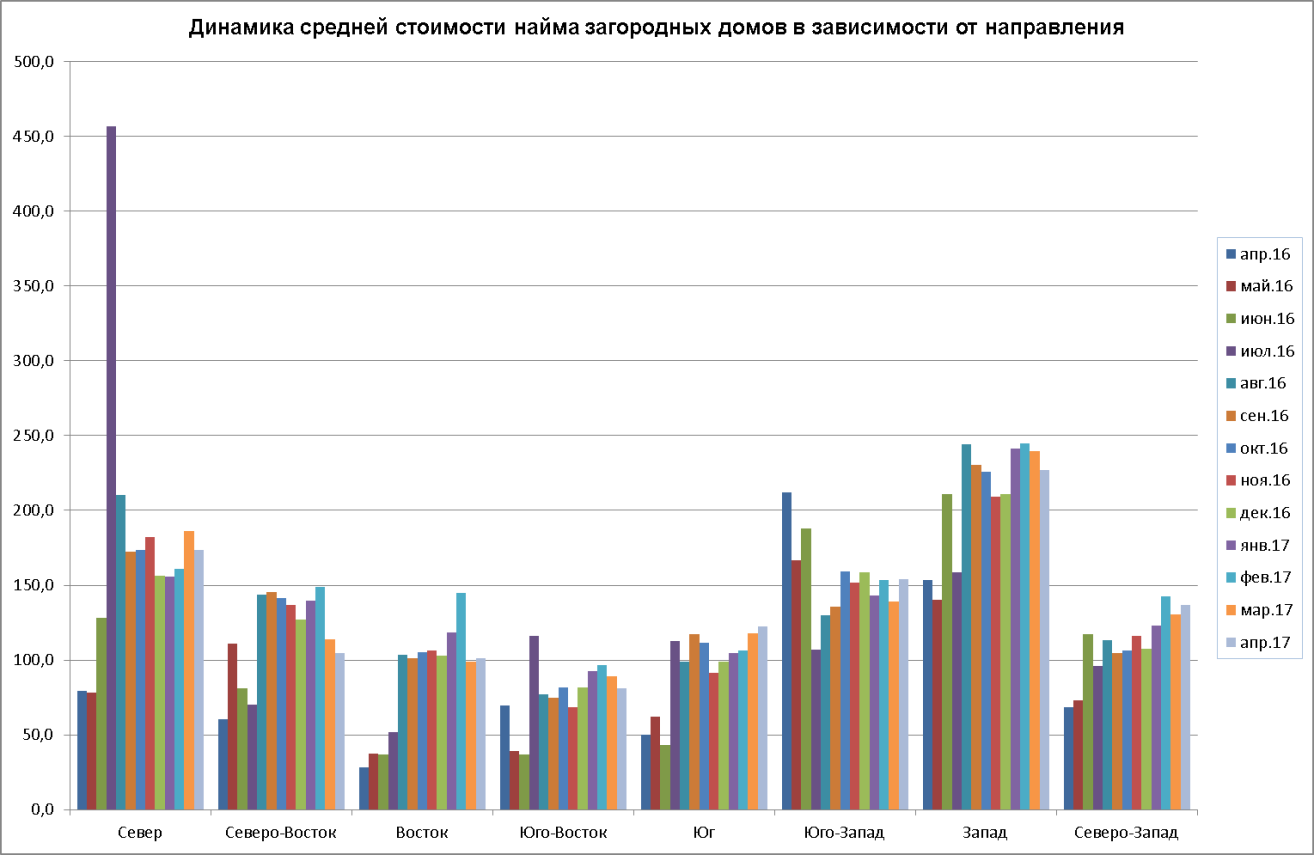 Динамика средней стоимости найма загородных домов в зависимости от направления
500,0
450,0
400,0
350,0
300,0
250,0
200,0
150,0
100,0
50,0
0,0
Север Северо-Восток Восток Юго-Восток Юг Юго-Запад Запад Северо-Запад
апр.16
май.16
июн.16
июл.16
авг.16
сен.16
окт.16
ноя.16
дек.16
янв.17
фев.17
мар.17
апр.17